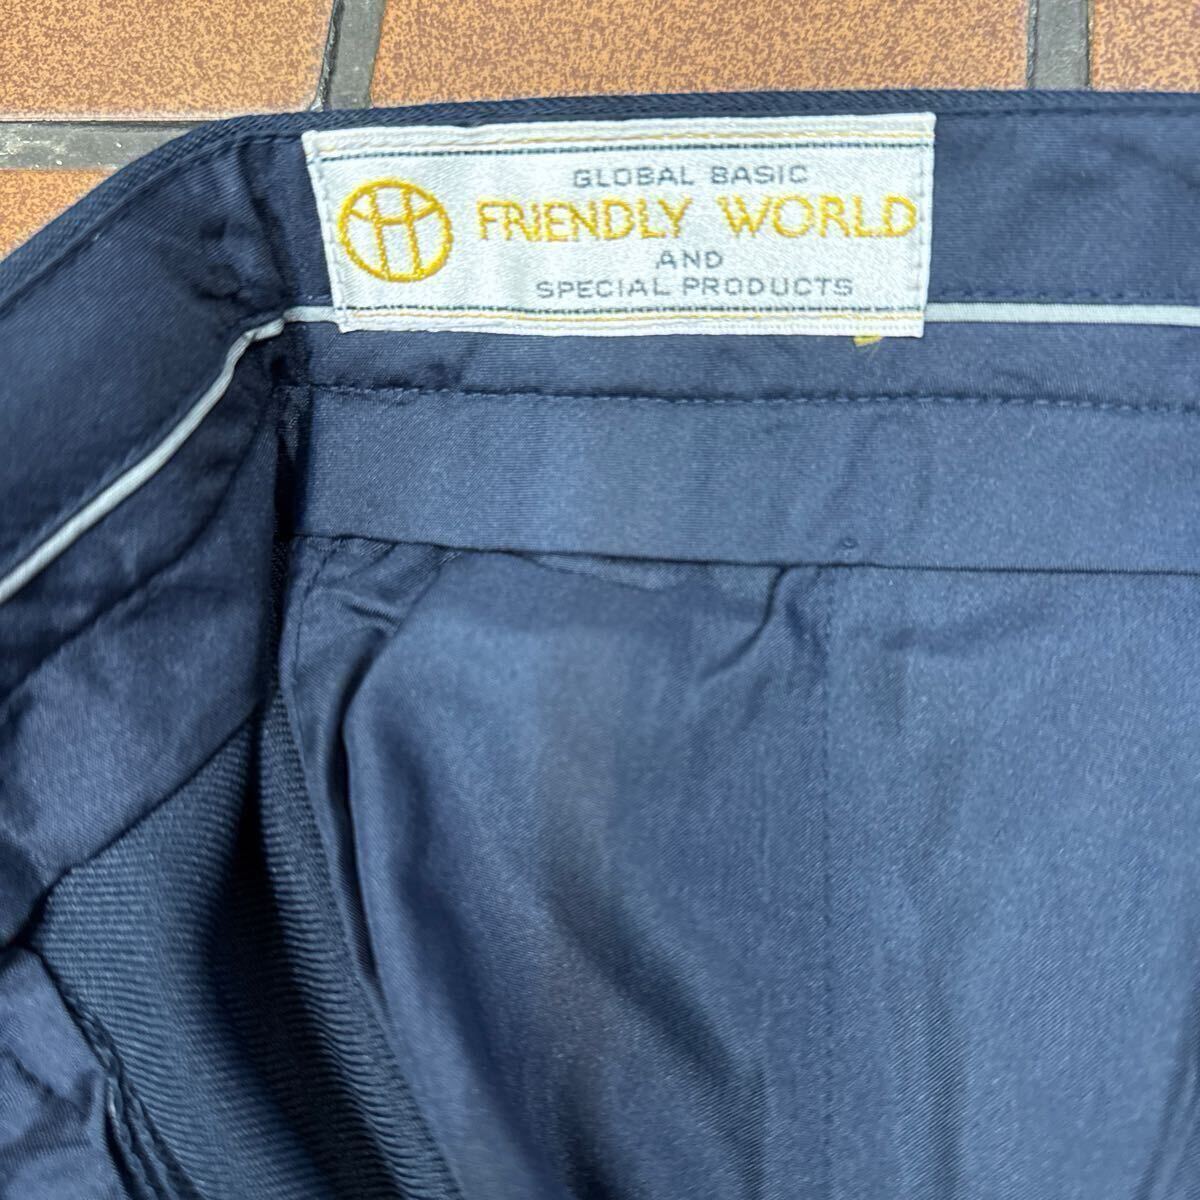 GLOBAL BASIC
FRIENDLY WORLD
AND
SPECIAL PRODUCTS